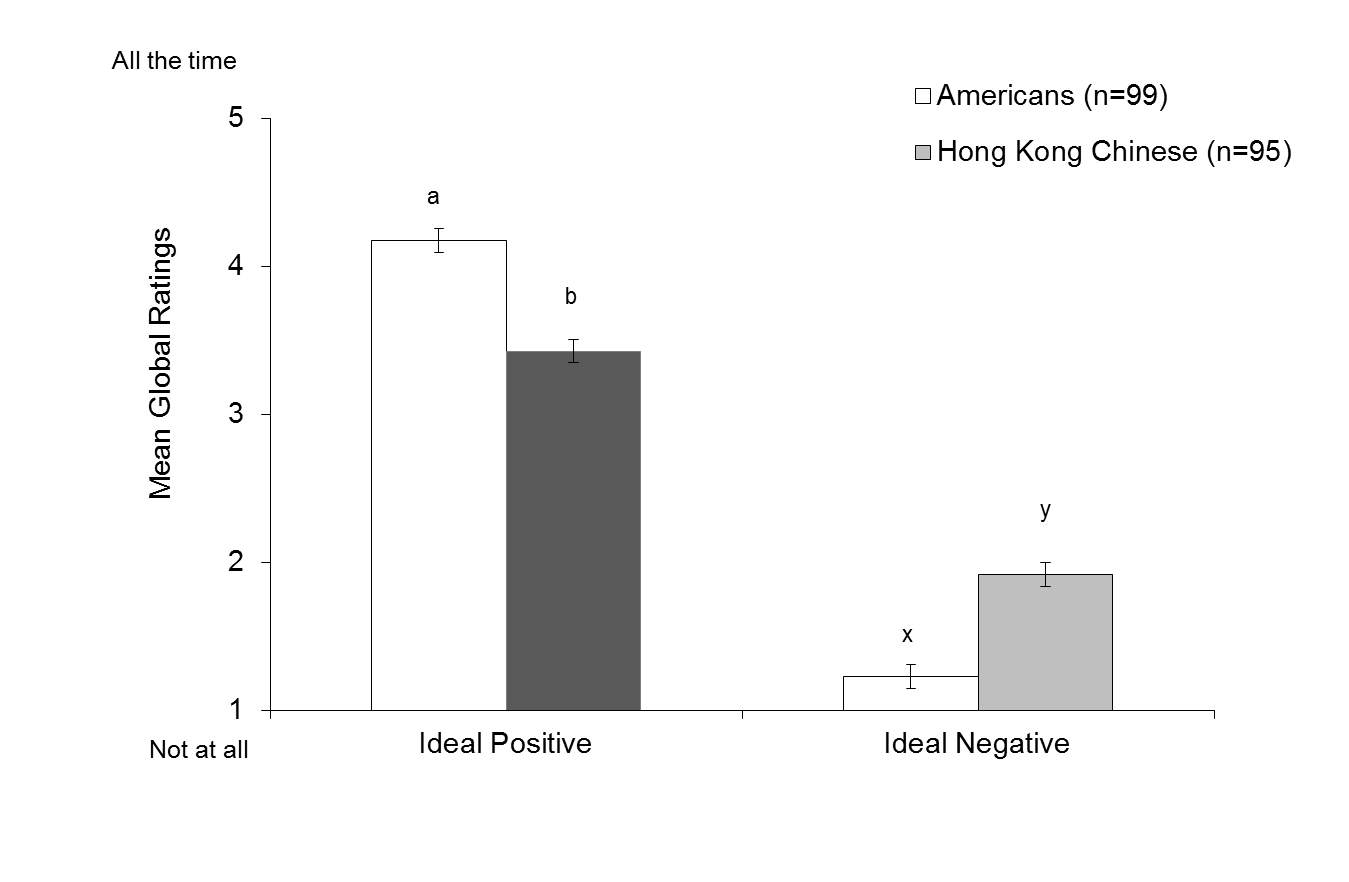 All the time
Americans (n=99)
Hong Kong Chinese (n=95)
Mean Global Ratings
5
4
3
2
1
a
b
x
y
Not at all
Ideal Positive
Ideal Negative